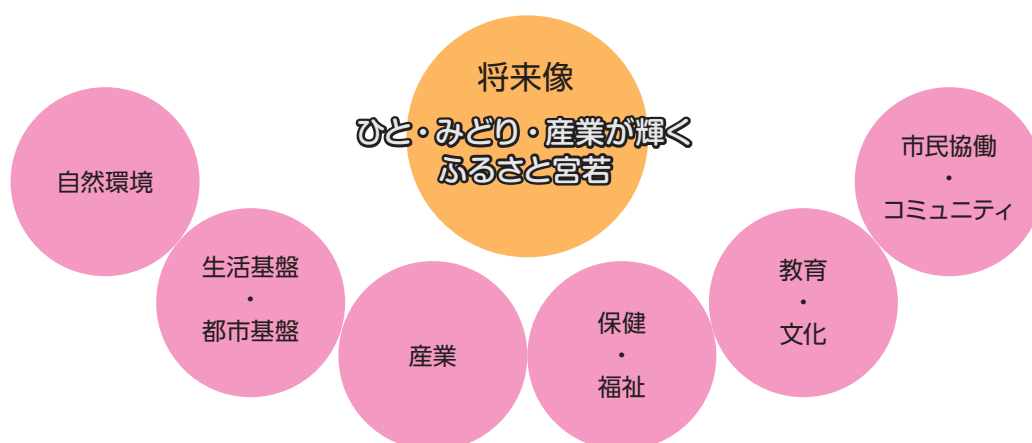 将来像
ひと・みどり・産業が輝く
ふるさと宮若
自然環境
生活基盤
・
都市基盤
産業
保健
・
福祉
教育
・
文化
市民協働
・
コミュニティ